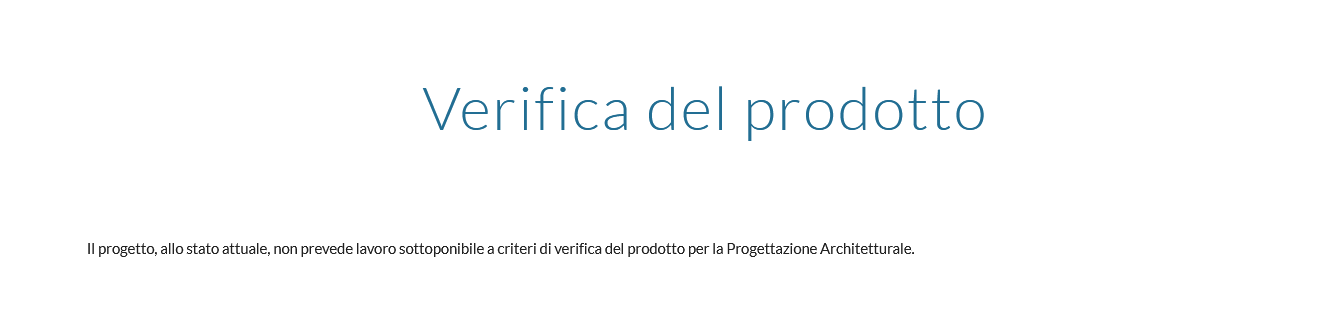 Verifica del prodotto
Il progetto, allo stato attuale, non prevede lavoro sottoponibile a criteri di verifica del prodotto per la Progettazione Architetturale.